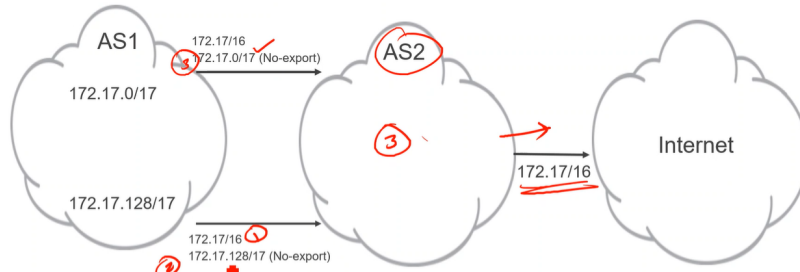 AS1
172.17/16
172.17.0/17 (No-export)
3
172.17.0/17
172.17.128/17
172.17/16 1
172.17.128/17 (No-export)
2
AS2
3
172.17/16
Internet